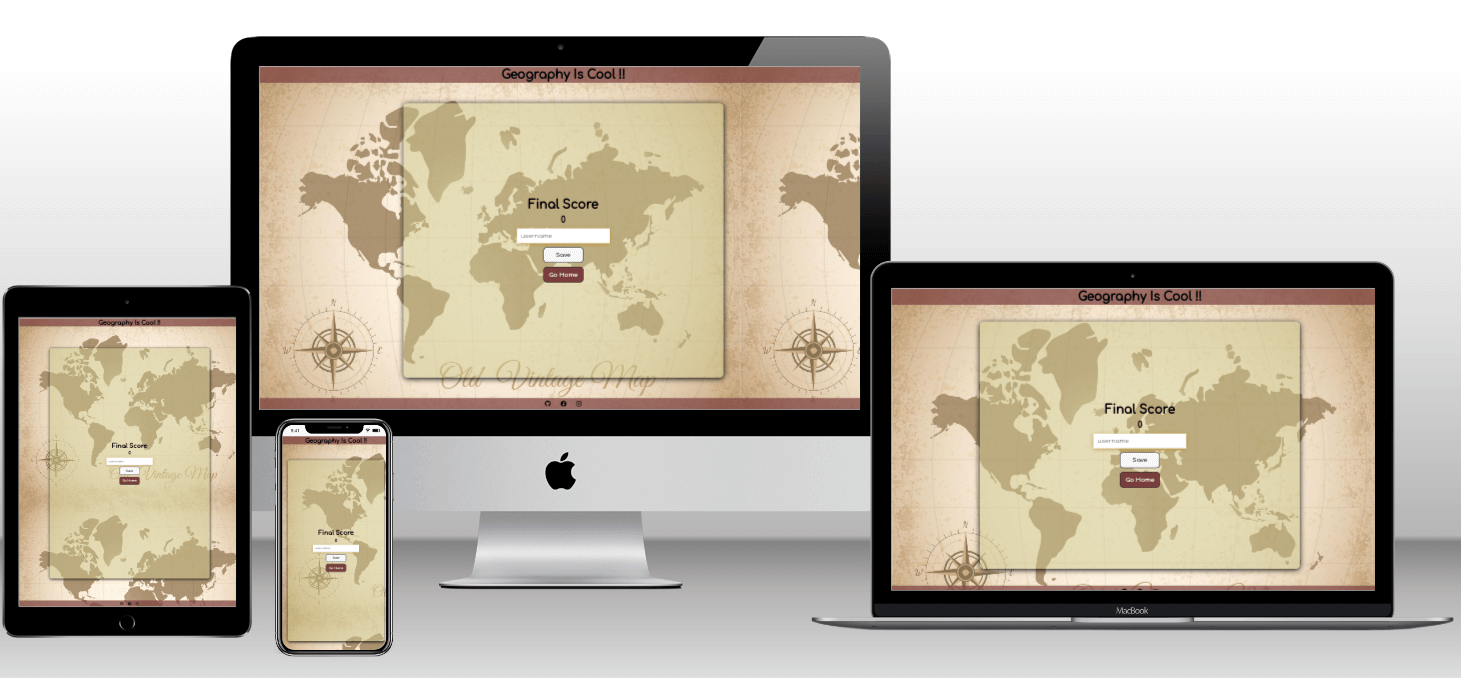 Geography Is Cool !!
Final Score
0
username
Save
Go Home
N
W
E
Old Vintage Map
Geography Is Cool !!
Final Score
0
username
Save
Go Home
Vintage Map
9:41
Geography Is Cool !!
Final Score
0
username
Save
Go Home
Geography Is Cool !!
Final Score
0
username
Save
Go Home
N
W
E
MacBook